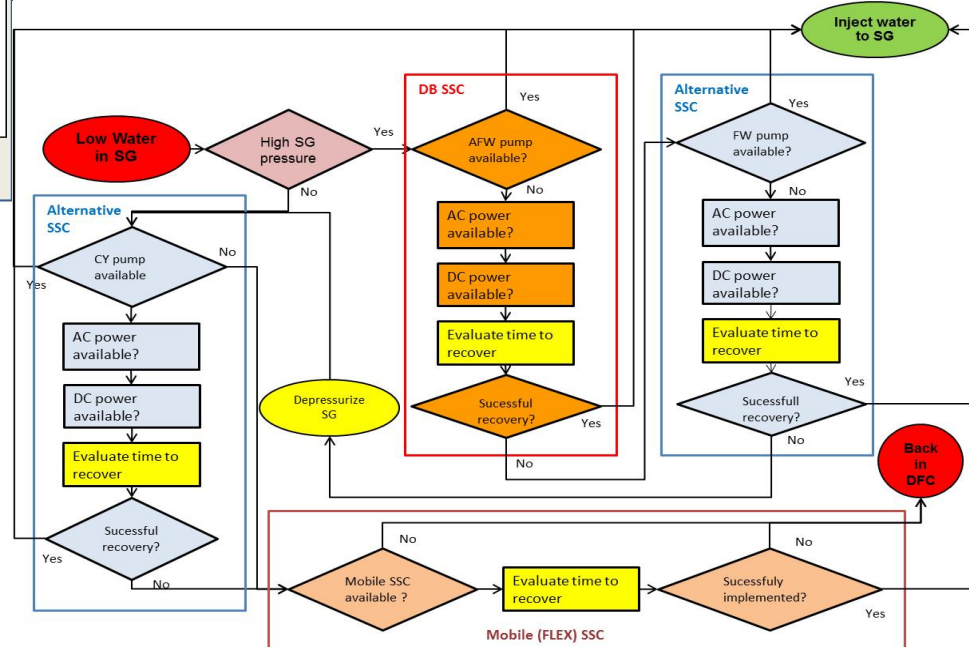 Inject water
to SG
DB SSC
Yes
Alternative
SSC
Yes
Low Water
in SG
High SG
pressure
Yes
AFW pump
available?
FW pump
available?
No
No
No
Alternative
SSC
CY pump
available
No
Yes
AC power
available?
DC power
available?
Evaluate time to
recover
Sucessful
recovery?
Yes
No
Depressurize
SG
AC power
available?
DC power
available?
Evaluate time to
recover
Sucessful
recovery?
Yes
No
AC power
available?
DC power
available?
Evaluate time to
recover
Sucessfull
recovery?
Yes
No
Back
in
DFC
No
No
Mobile SSC
available ?
Evaluate time to
recover
Sucessfuly
implemented?
Yes
Mobile (FLEX) SSC